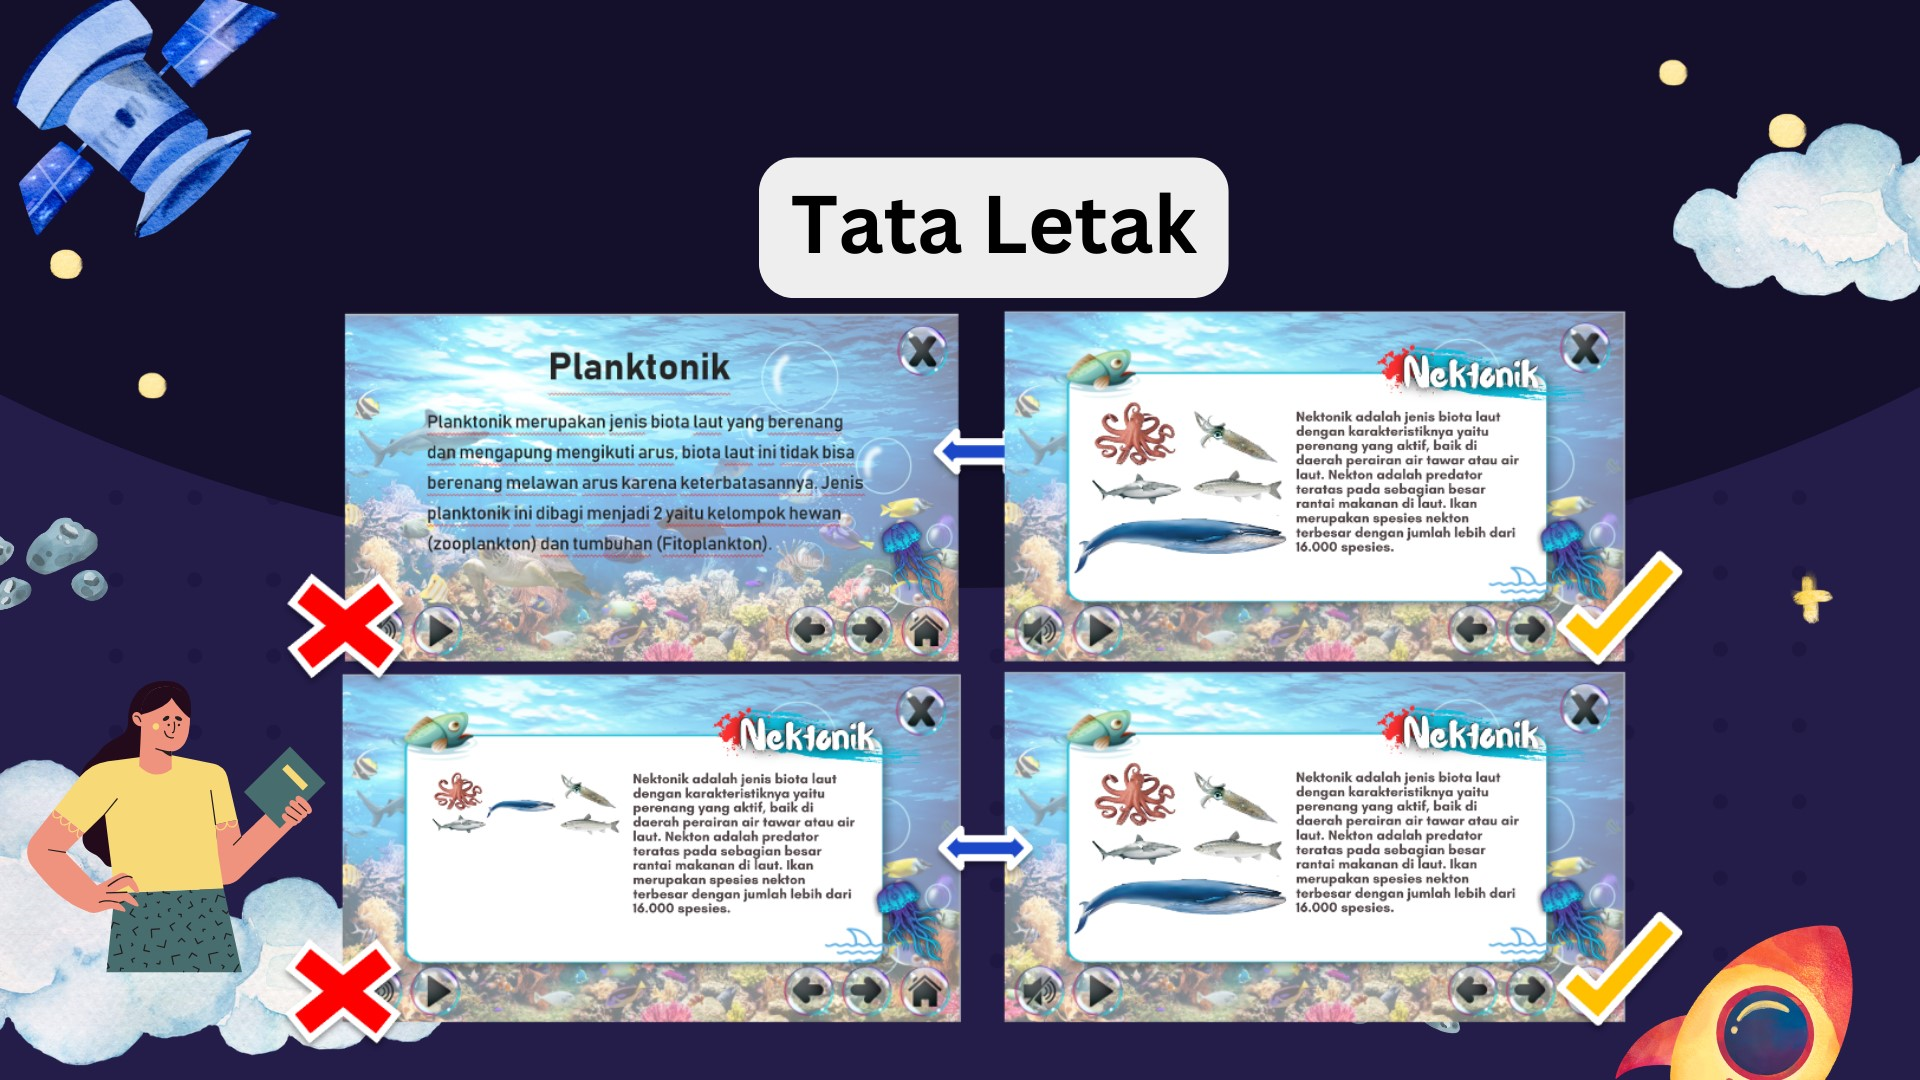 Tata Letak
Planktonik
Planktonik merupakan jenis biota laut yang berenang
dan mengapung mengikuti arus, biota laut ini tidak bisa
berenang melawan arus karena keterbatasannya. Jenis
planktonik ini dibagi menjadi 2 yaitu kelompok hewan
(zooplankton) dan tumbuhan (Fitoplankton).
X
Nektonik
Nektonik adalah jenis biota laut
dengan karakteristiknya yaitu
perenang yang aktif, baik di
daerah perairan air tawar atau air
laut. Nekton adalah predator
teratas pada sebagian besar
rantai makanan di laut. Ikan
merupakan spesies nekton
terbesar dengan jumlah lebih dari
16.000 spesies.
X
Nektonik
Nektonik adalah jenis biota laut
dengan karakteristiknya yaitu
perenang yang aktif, baik di
daerah perairan air tawar atau air
laut. Nekton adalah predator
teratas pada sebagian besar
rantai makanan di laut. Ikan
merupakan spesies nekton
terbesar dengan jumlah lebih dari
16.000 spesies.
X
Nektonik
Nektonik adalah jenis biota laut
dengan karakteristiknya yaitu
perenang yang aktif, baik di
daerah perairan air tawar atau air
laut. Nekton adalah predator
teratas pada sebagian besar
rantai makanan di laut. Ikan
merupakan spesies nekton
terbesar dengan jumlah lebih dari
16.000 spesies.
X